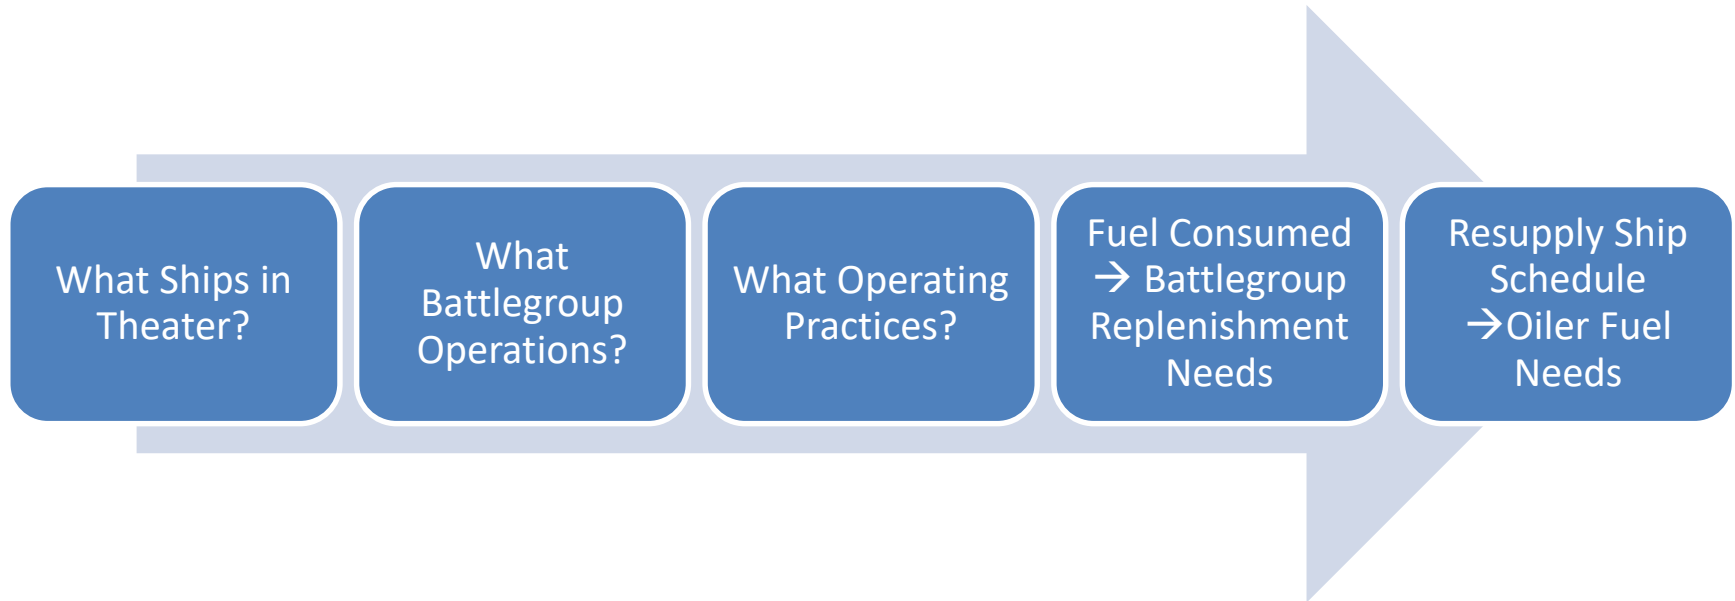 What Ships in
Theater?
What
Battlegroup
Operations?
What Operating
Practices?
Fuel Consumed
→ Battlegroup
Replenishment
Needs
Resupply Ship
Schedule
→Oiler Fuel
Needs